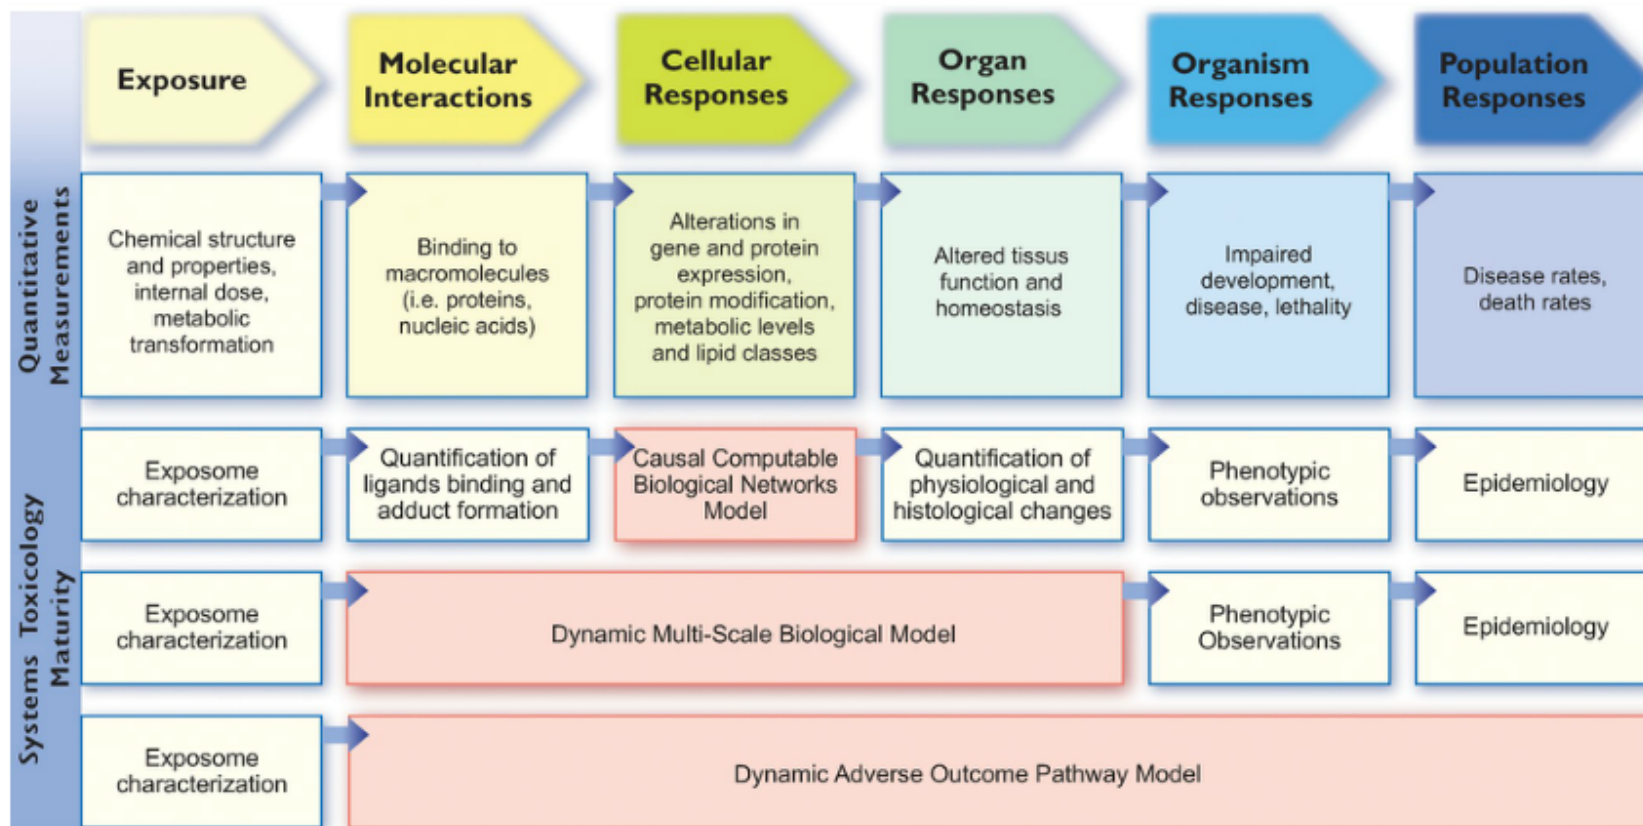 Exposure
Molecular
Interactions
Cellular
Responses
Organ
Responses
Organism
Responses
Population
Responses
Quantitative
Measurements
Chemical structure
and properties,
internal dose,
metabolic
transformation
Binding to
macromolecules
(i.e. proteins,
nucleic acids)
Alterations in
gene and protein
expression,
protein modification,
metabolic levels
and lipid classes
Altered tissue
function and
homeostasis
Impaired
development,
disease, lethality
Disease rates,
death rates
Systems Toxicology
Maturity
Exposome
characterization
Quantification of
ligands binding and
adduct formation
Causal Computable
Biological Networks
Model
Quantification of
physiological and
histological changes
Phenotypic
observations
Epidemiology
Exposome
characterization
Dynamic Multi-Scale Biological Model
Phenotypic
Observations
Epidemiology
Exposome
characterization
Dynamic Adverse Outcome Pathway Model